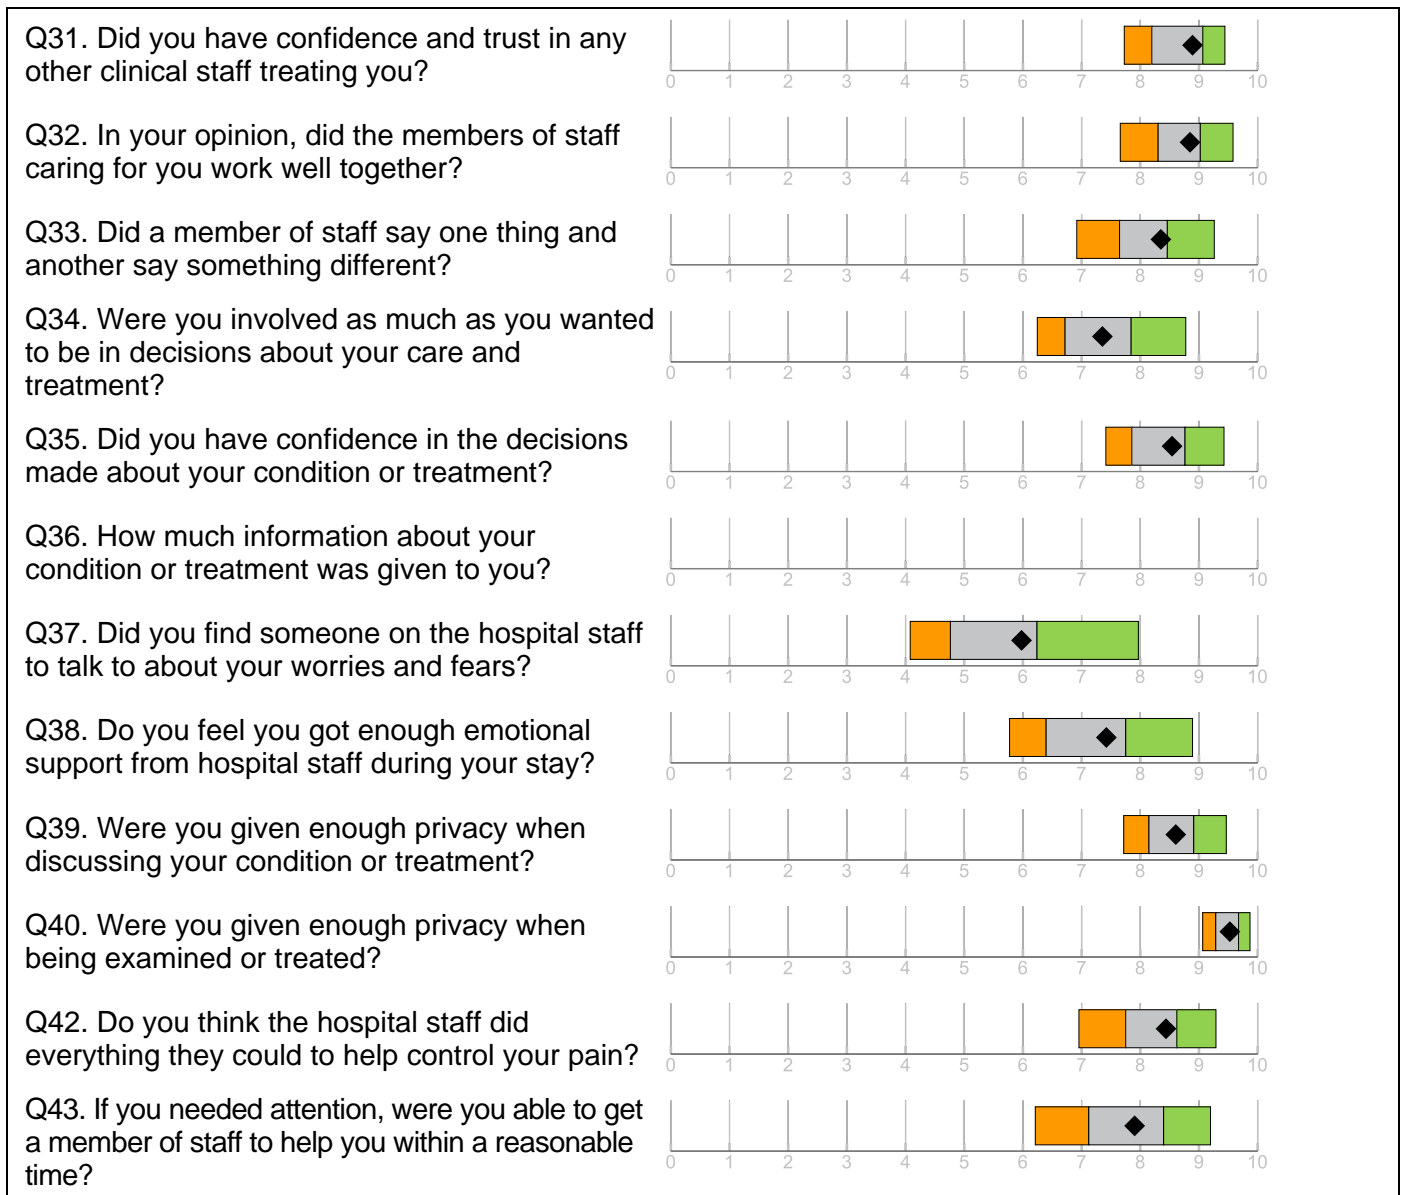 Q31. Did you have confidence and trust in any
other clinical staff treating you?
0 1 2 3 4 5 6 7 8 9 10
Q32. In your opinion, did the members of staff
caring for you work well together?
0 1 2 3 4 5 6 7 8 9 10
Q33. Did a member of staff say one thing and
another say something different?
0 1 2 3 4 5 6 7 8 9 10
Q34. Were you involved as much as you wanted
to be in decisions about your care and
treatment?
0 1 2 3 4 5 6 7 8 9 10
Q35. Did you have confidence in the decisions
made about your condition or treatment?
0 1 2 3 4 5 6 7 8 9 10
Q36. How much information about your
condition or treatment was given to you?
0 1 2 3 4 5 6 7 8 9 10
Q37. Did you find someone on the hospital staff
to talk to about your worries and fears?
0 1 2 3 4 5 6 7 8 9 10
Q38. Do you feel you got enough emotional
support from hospital staff during your stay?
0 1 2 3 4 5 6 7 8 9 10
Q39. Were you given enough privacy when
discussing your condition or treatment?
0 1 2 3 4 5 6 7 8 9 10
Q40. Were you given enough privacy when
being examined or treated?
0 1 2 3 4 5 6 7 8 9 10
Q42. Do you think the hospital staff did
everything they could to help control your pain?
0 1 2 3 4 5 6 7 8 9 10
Q43. If you needed attention, were you able to get
a member of staff to help you within a reasonable
time?
0 1 2 3 4 5 6 7 8 9 10